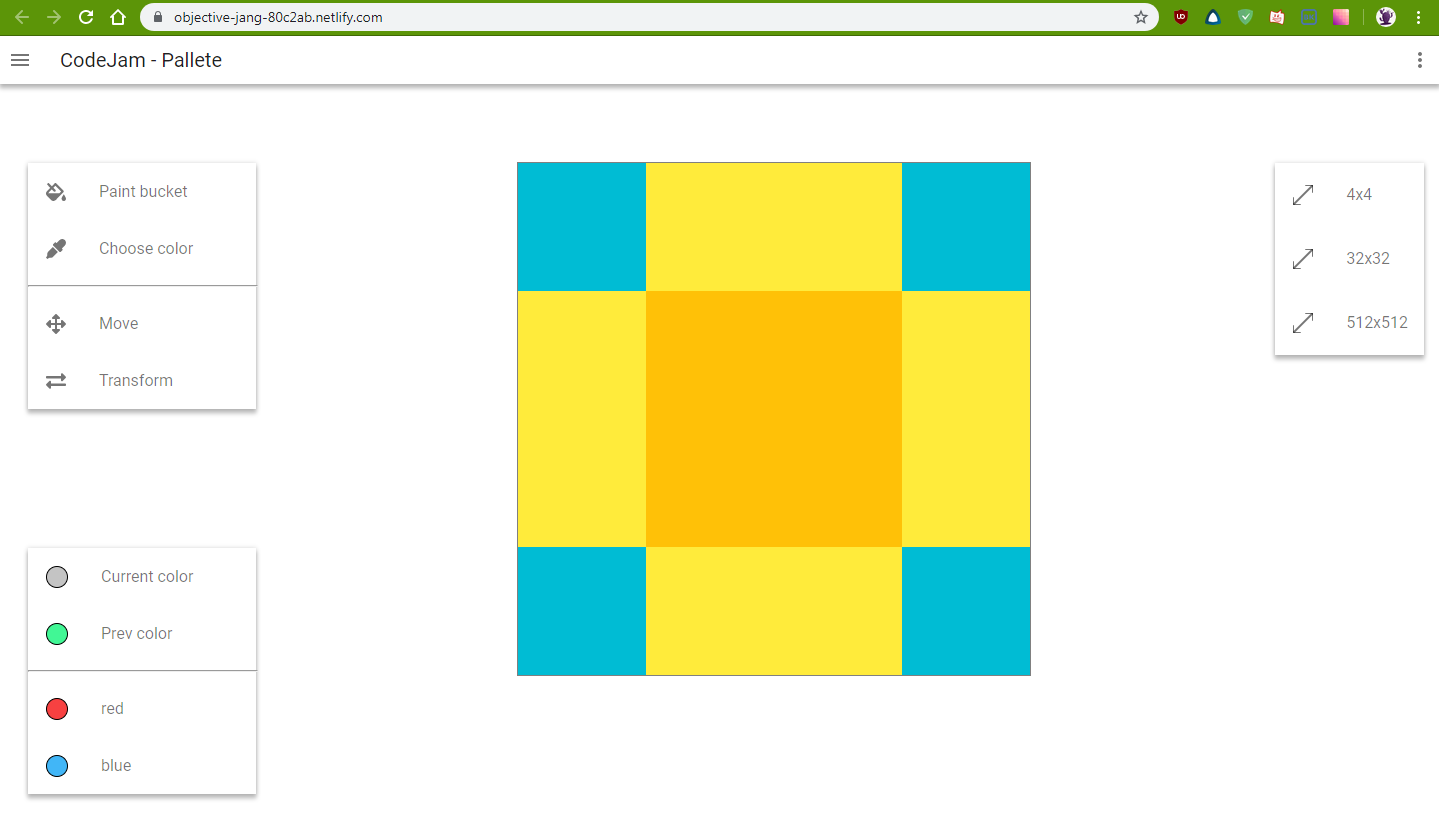 objective-jang-80c2ab.netlify.com
CodeJam - Pallete
Paint bucket
Choose color
Move
Transform
4x4
32x32
512x512
Current color
Prev color
red
blue